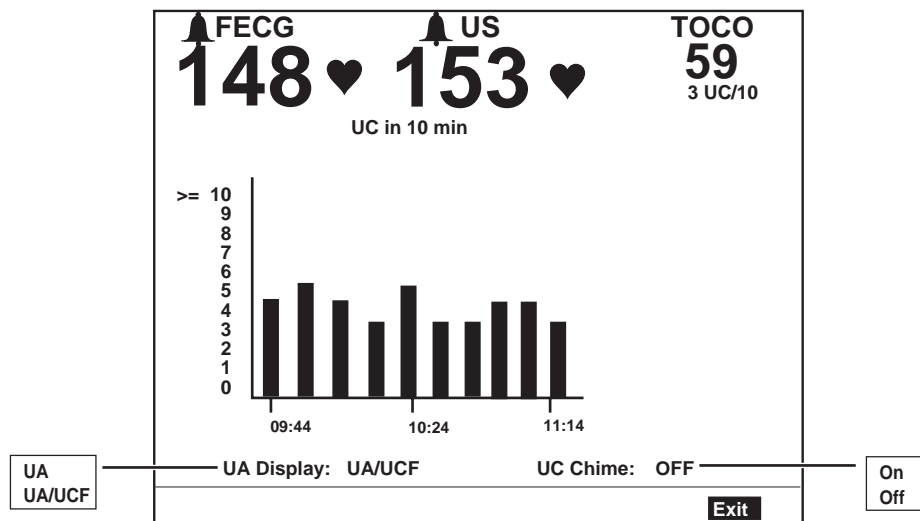 FECG US TOCO
148 153 59
3 UC/10
UC in 10 min
>= 10
9
8
7
6
5
4
3
2
1
0
09:44 10:24 11:14
UA Display: UA/UCF UC Chime: OFF
UA
UA/UCF
On
Off
Exit